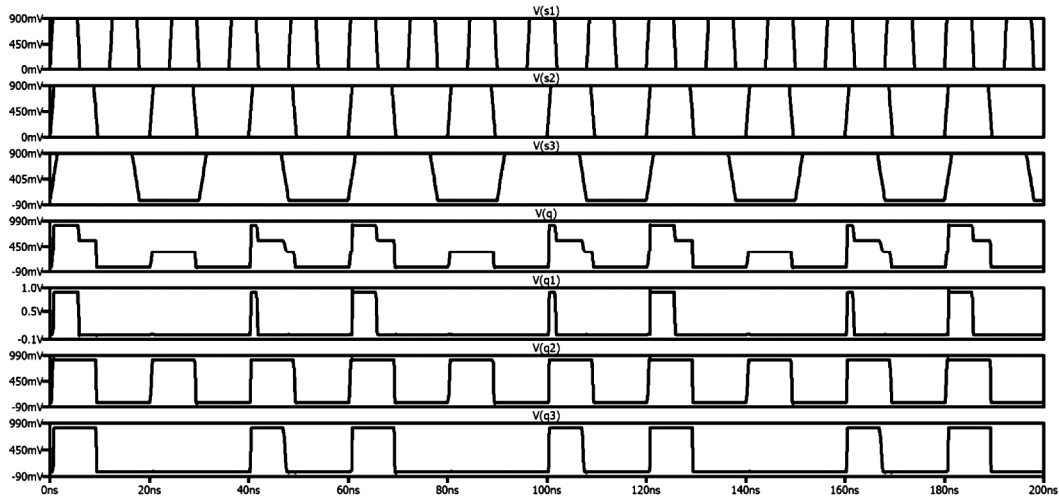 V(s1)
900mV
450mV
0mV
V(s2)
900mV
450mV
0mV
V(s3)
900mV
405mV
-90mV
V(q)
990mV
450mV
-90mV
V(q1)
1.0V
0.5V
-0.1V
V(q2)
990mV
450mV
-90mV
V(q3)
990mV
450mV
-90mV
0ns 20ns 40ns 60ns 80ns 100ns 120ns 140ns 160ns 180ns 200ns